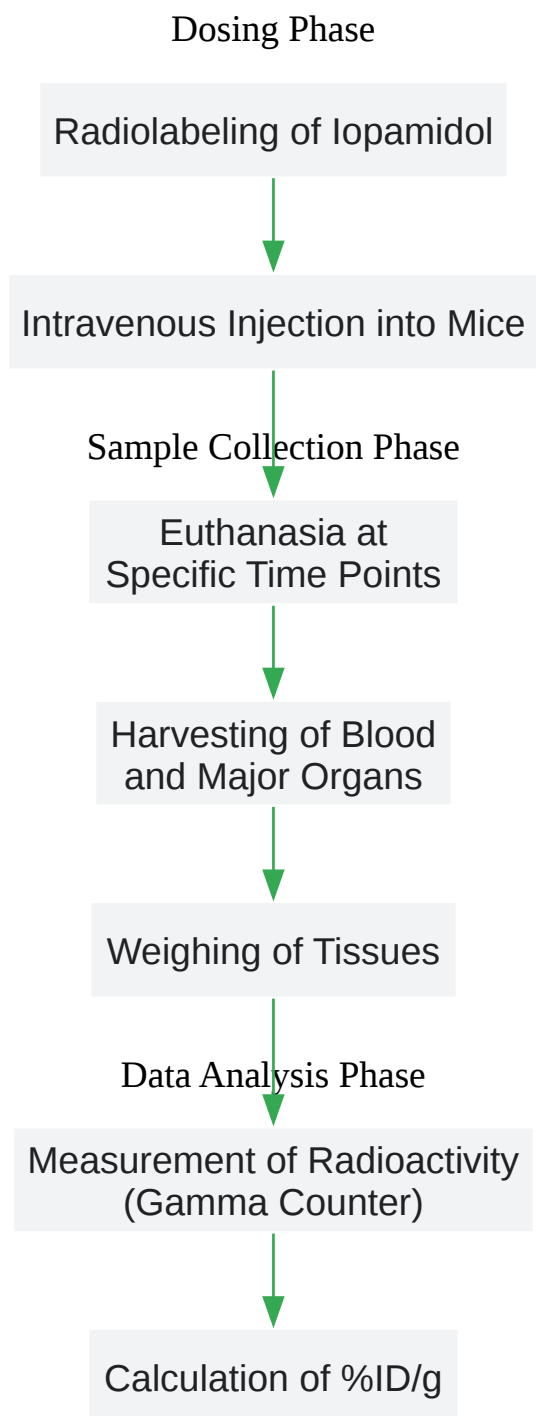 Dosing Phase
Radiolabeling of Iopamidol
Intravenous Injection into Mice
Sample Collection Phase
Euthanasia at
Specific Time Points
Harvesting of Blood
and Major Organs
Weighing of Tissues
Data Analysis Phase
Measurement of Radioactivity
(Gamma Counter)
Calculation of %ID/g